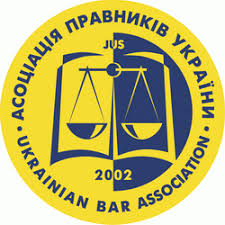 АСОЦІАЦІЯ ПРАВНИКІВ УКРАЇНИ
JUS
2002
UKRAINIAN BAR ASSOCIATION